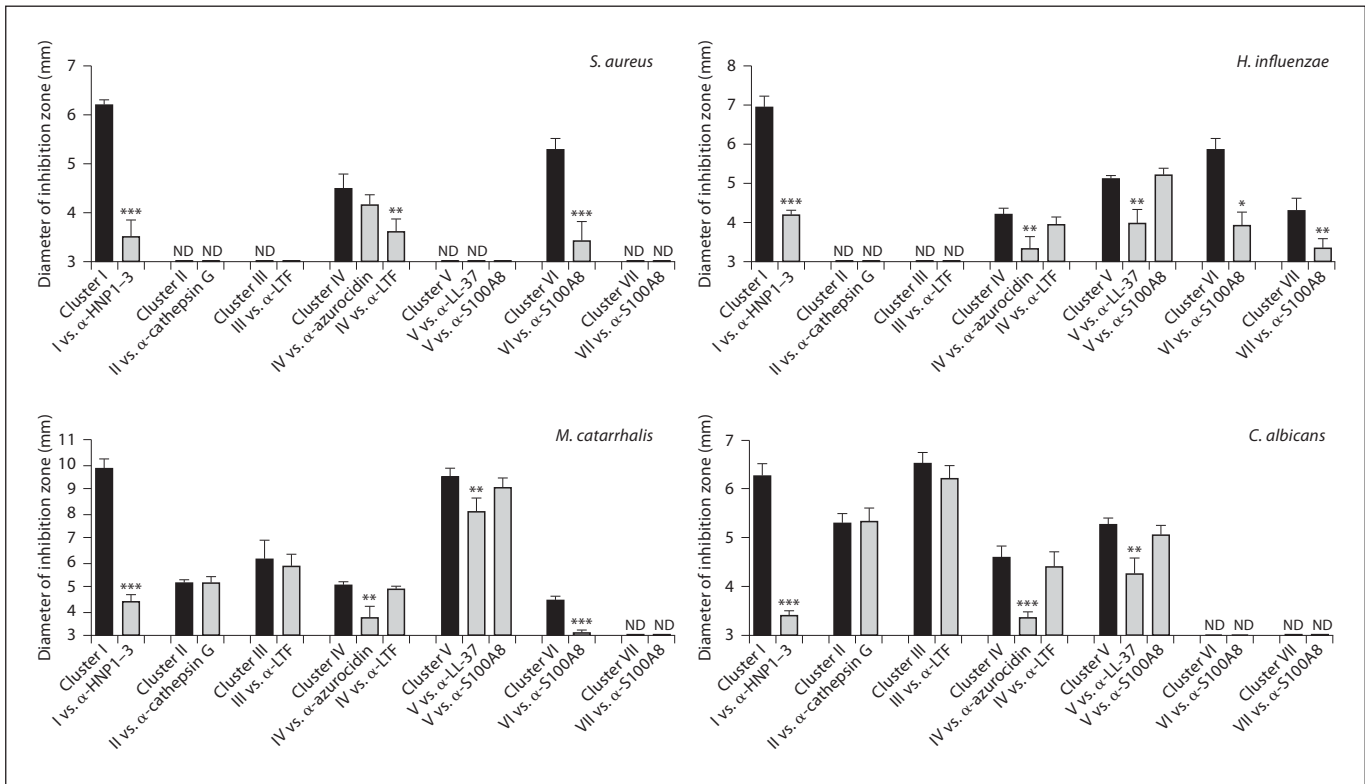 S. aureus
Diameter of inhibition zone (mm)
7
6
5
4
3
***
ND
ND
ND
**
ND
ND
***
ND
ND
Cluster I
I vs. α-HNP1–3
Cluster II
II vs. α-cathepsin G
Cluster III
III vs. α-LTF
Cluster IV
IV vs. α-azurocidin
IV vs. α-LTF
Cluster V
V vs. α-LL-37
V vs. α-S100A8
Cluster VI
VI vs. α-S100A8
Cluster VII
VII vs. α-S100A8
H. influenzae
Diameter of inhibition zone (mm)
8
7
6
5
4
3
***
ND
ND
ND
ND
**
**
*
**
Cluster I
I vs. α-HNP1–3
Cluster II
II vs. α-cathepsin G
Cluster III
III vs. α-LTF
Cluster IV
IV vs. α-azurocidin
IV vs. α-LTF
Cluster V
V vs. α-LL-37
V vs. α-S100A8
Cluster VI
VI vs. α-S100A8
Cluster VII
VII vs. α-S100A8
M. catarrhalis
Diameter of inhibition zone (mm)
11
10
9
8
7
6
5
4
3
***
**
**
***
ND
ND
Cluster I
I vs. α-HNP1–3
Cluster II
II vs. α-cathepsin G
Cluster III
III vs. α-LTF
Cluster IV
IV vs. α-azurocidin
IV vs. α-LTF
Cluster V
V vs. α-LL-37
V vs. α-S100A8
Cluster VI
VI vs. α-S100A8
Cluster VII
VII vs. α-S100A8
C. albicans
Diameter of inhibition zone (mm)
7
6
5
4
3
***
***
**
ND
ND
ND
ND
Cluster I
I vs. α-HNP1–3
Cluster II
II vs. α-cathepsin G
Cluster III
III vs. α-LTF
Cluster IV
IV vs. α-azurocidin
IV vs. α-LTF
Cluster V
V vs. α-LL-37
V vs. α-S100A8
Cluster VI
VI vs. α-S100A8
Cluster VII
VII vs. α-S100A8